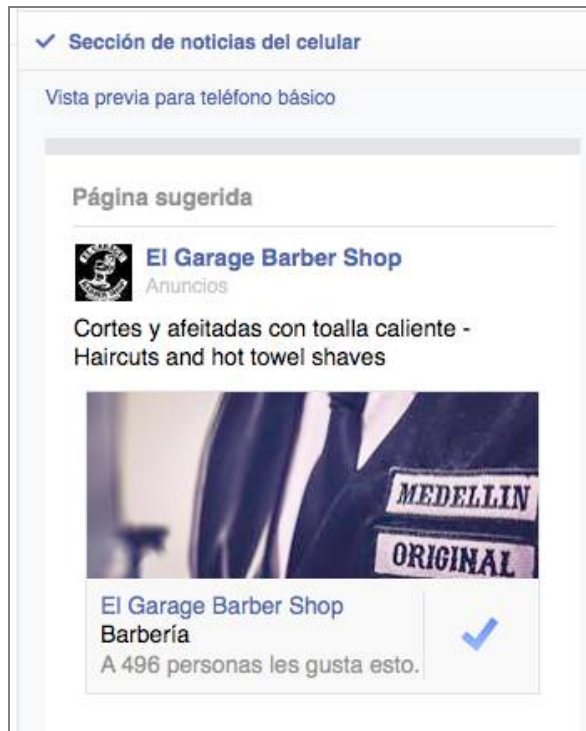 Sección de noticias del celular
Vista previa para teléfono básico
Página sugerida
El Garage Barber Shop
Anuncios
Cortes y afeitadas con toalla caliente -
Haircuts and hot towel shaves
MEDELLIN
ORIGINAL
El Garage Barber Shop
Barbería
A 496 personas les gusta esto.